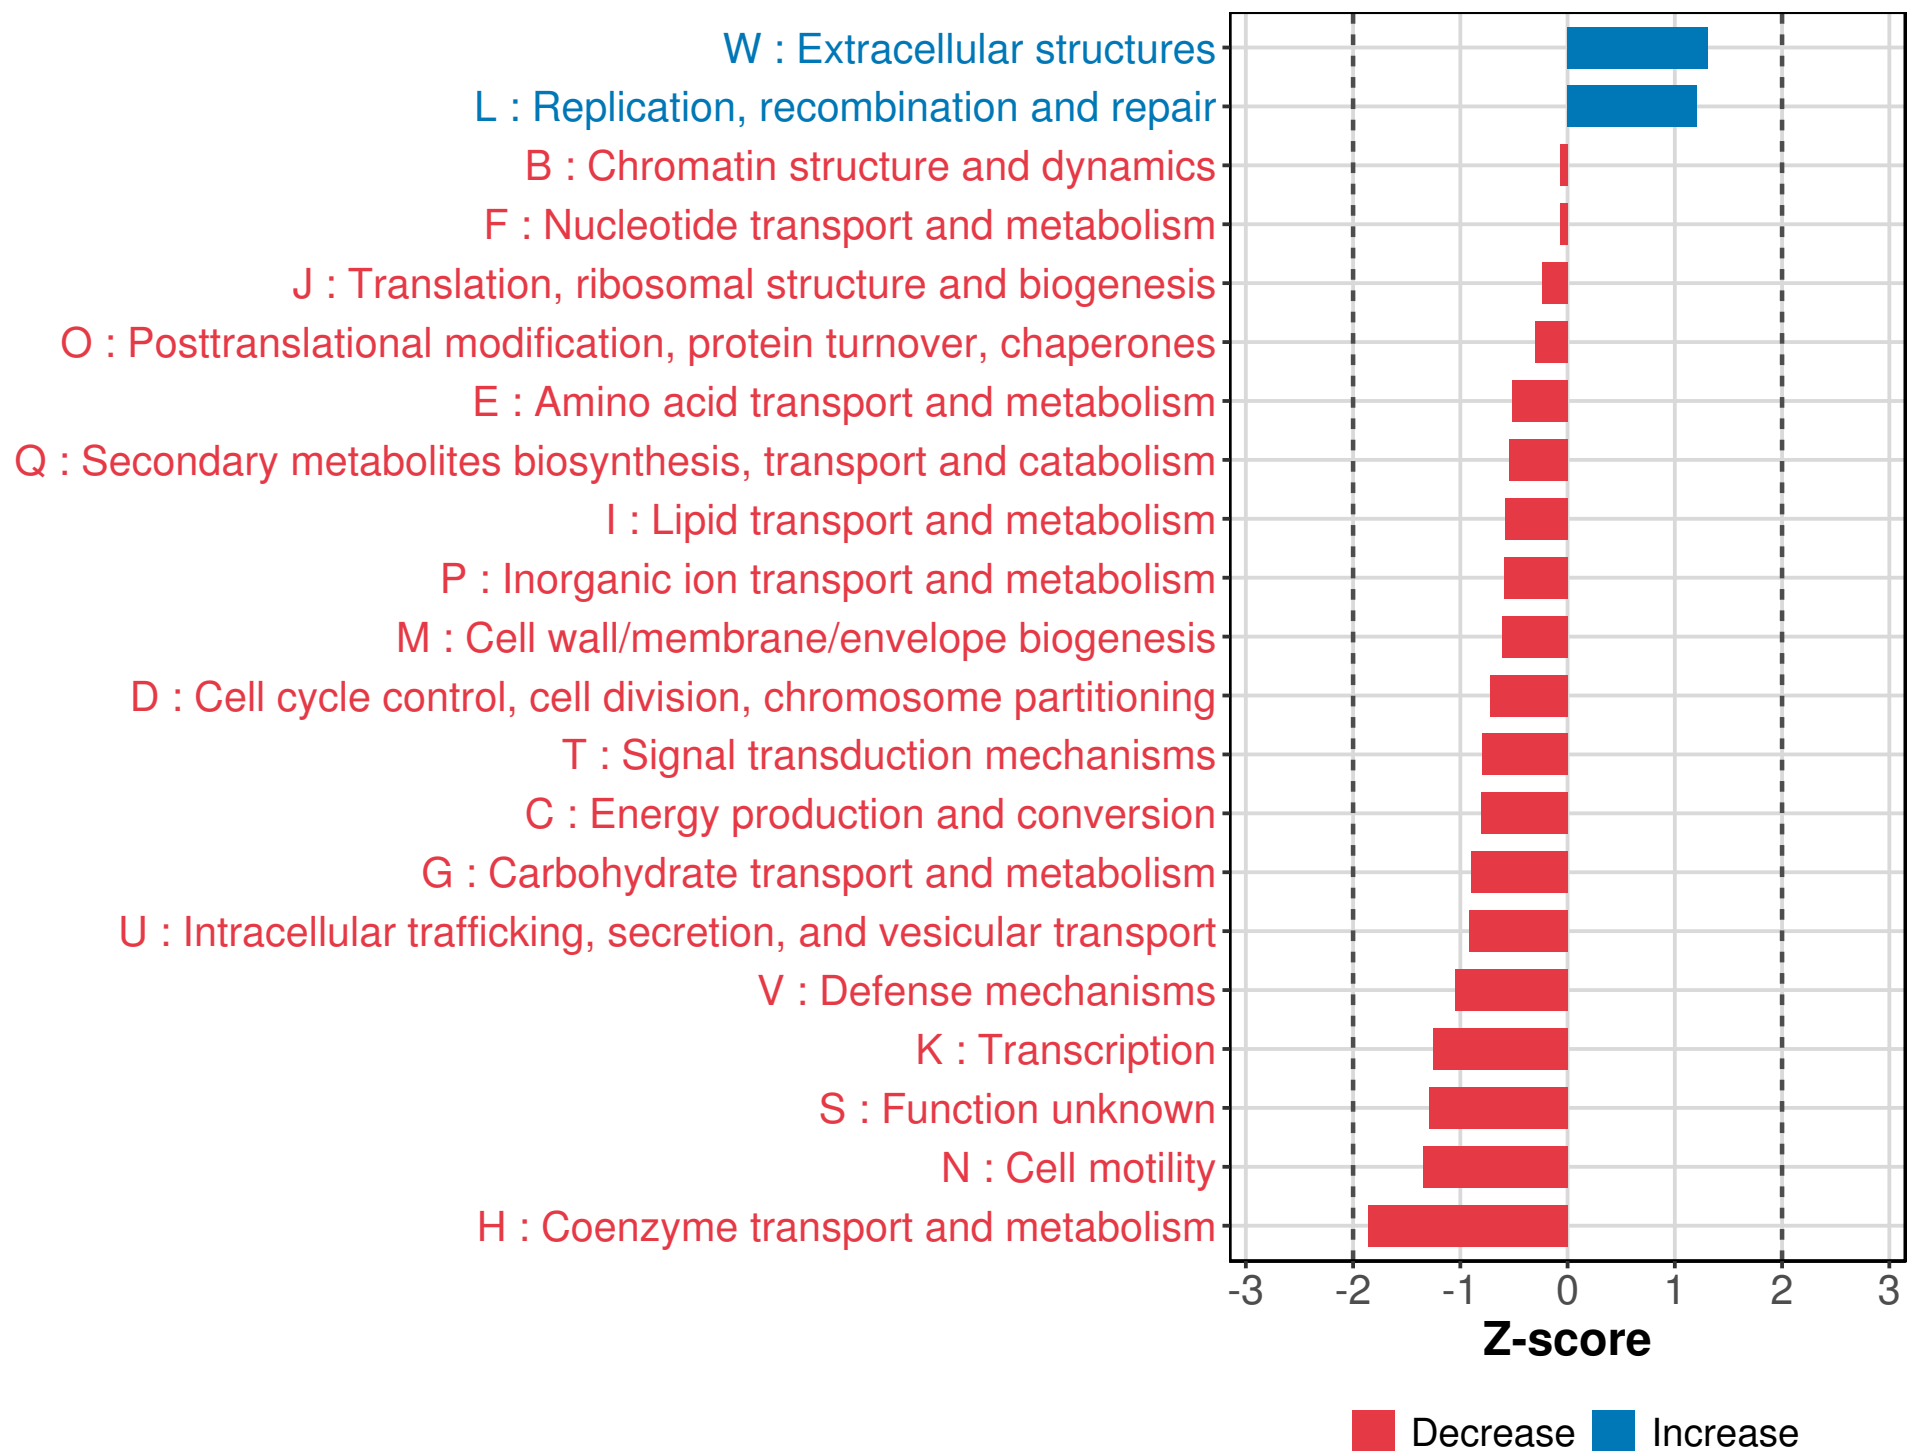 W : Extracellular structures
L : Replication, recombination and repair
B : Chromatin structure and dynamics
F : Nucleotide transport and metabolism
J : Translation, ribosomal structure and biogenesis
O : Posttranslational modification, protein turnover, chaperones
E : Amino acid transport and metabolism
Q : Secondary metabolites biosynthesis, transport and catabolism
I : Lipid transport and metabolism
P : Inorganic ion transport and metabolism
M : Cell wall/membrane/envelope biogenesis
D : Cell cycle control, cell division, chromosome partitioning
T : Signal transduction mechanisms
C : Energy production and conversion
G : Carbohydrate transport and metabolism
U : Intracellular trafficking, secretion, and vesicular transport
V : Defense mechanisms
K : Transcription
S : Function unknown
N : Cell motility
H : Coenzyme transport and metabolism
-3 -2 -1 0 1 2 3
Z-score
Decrease Increase